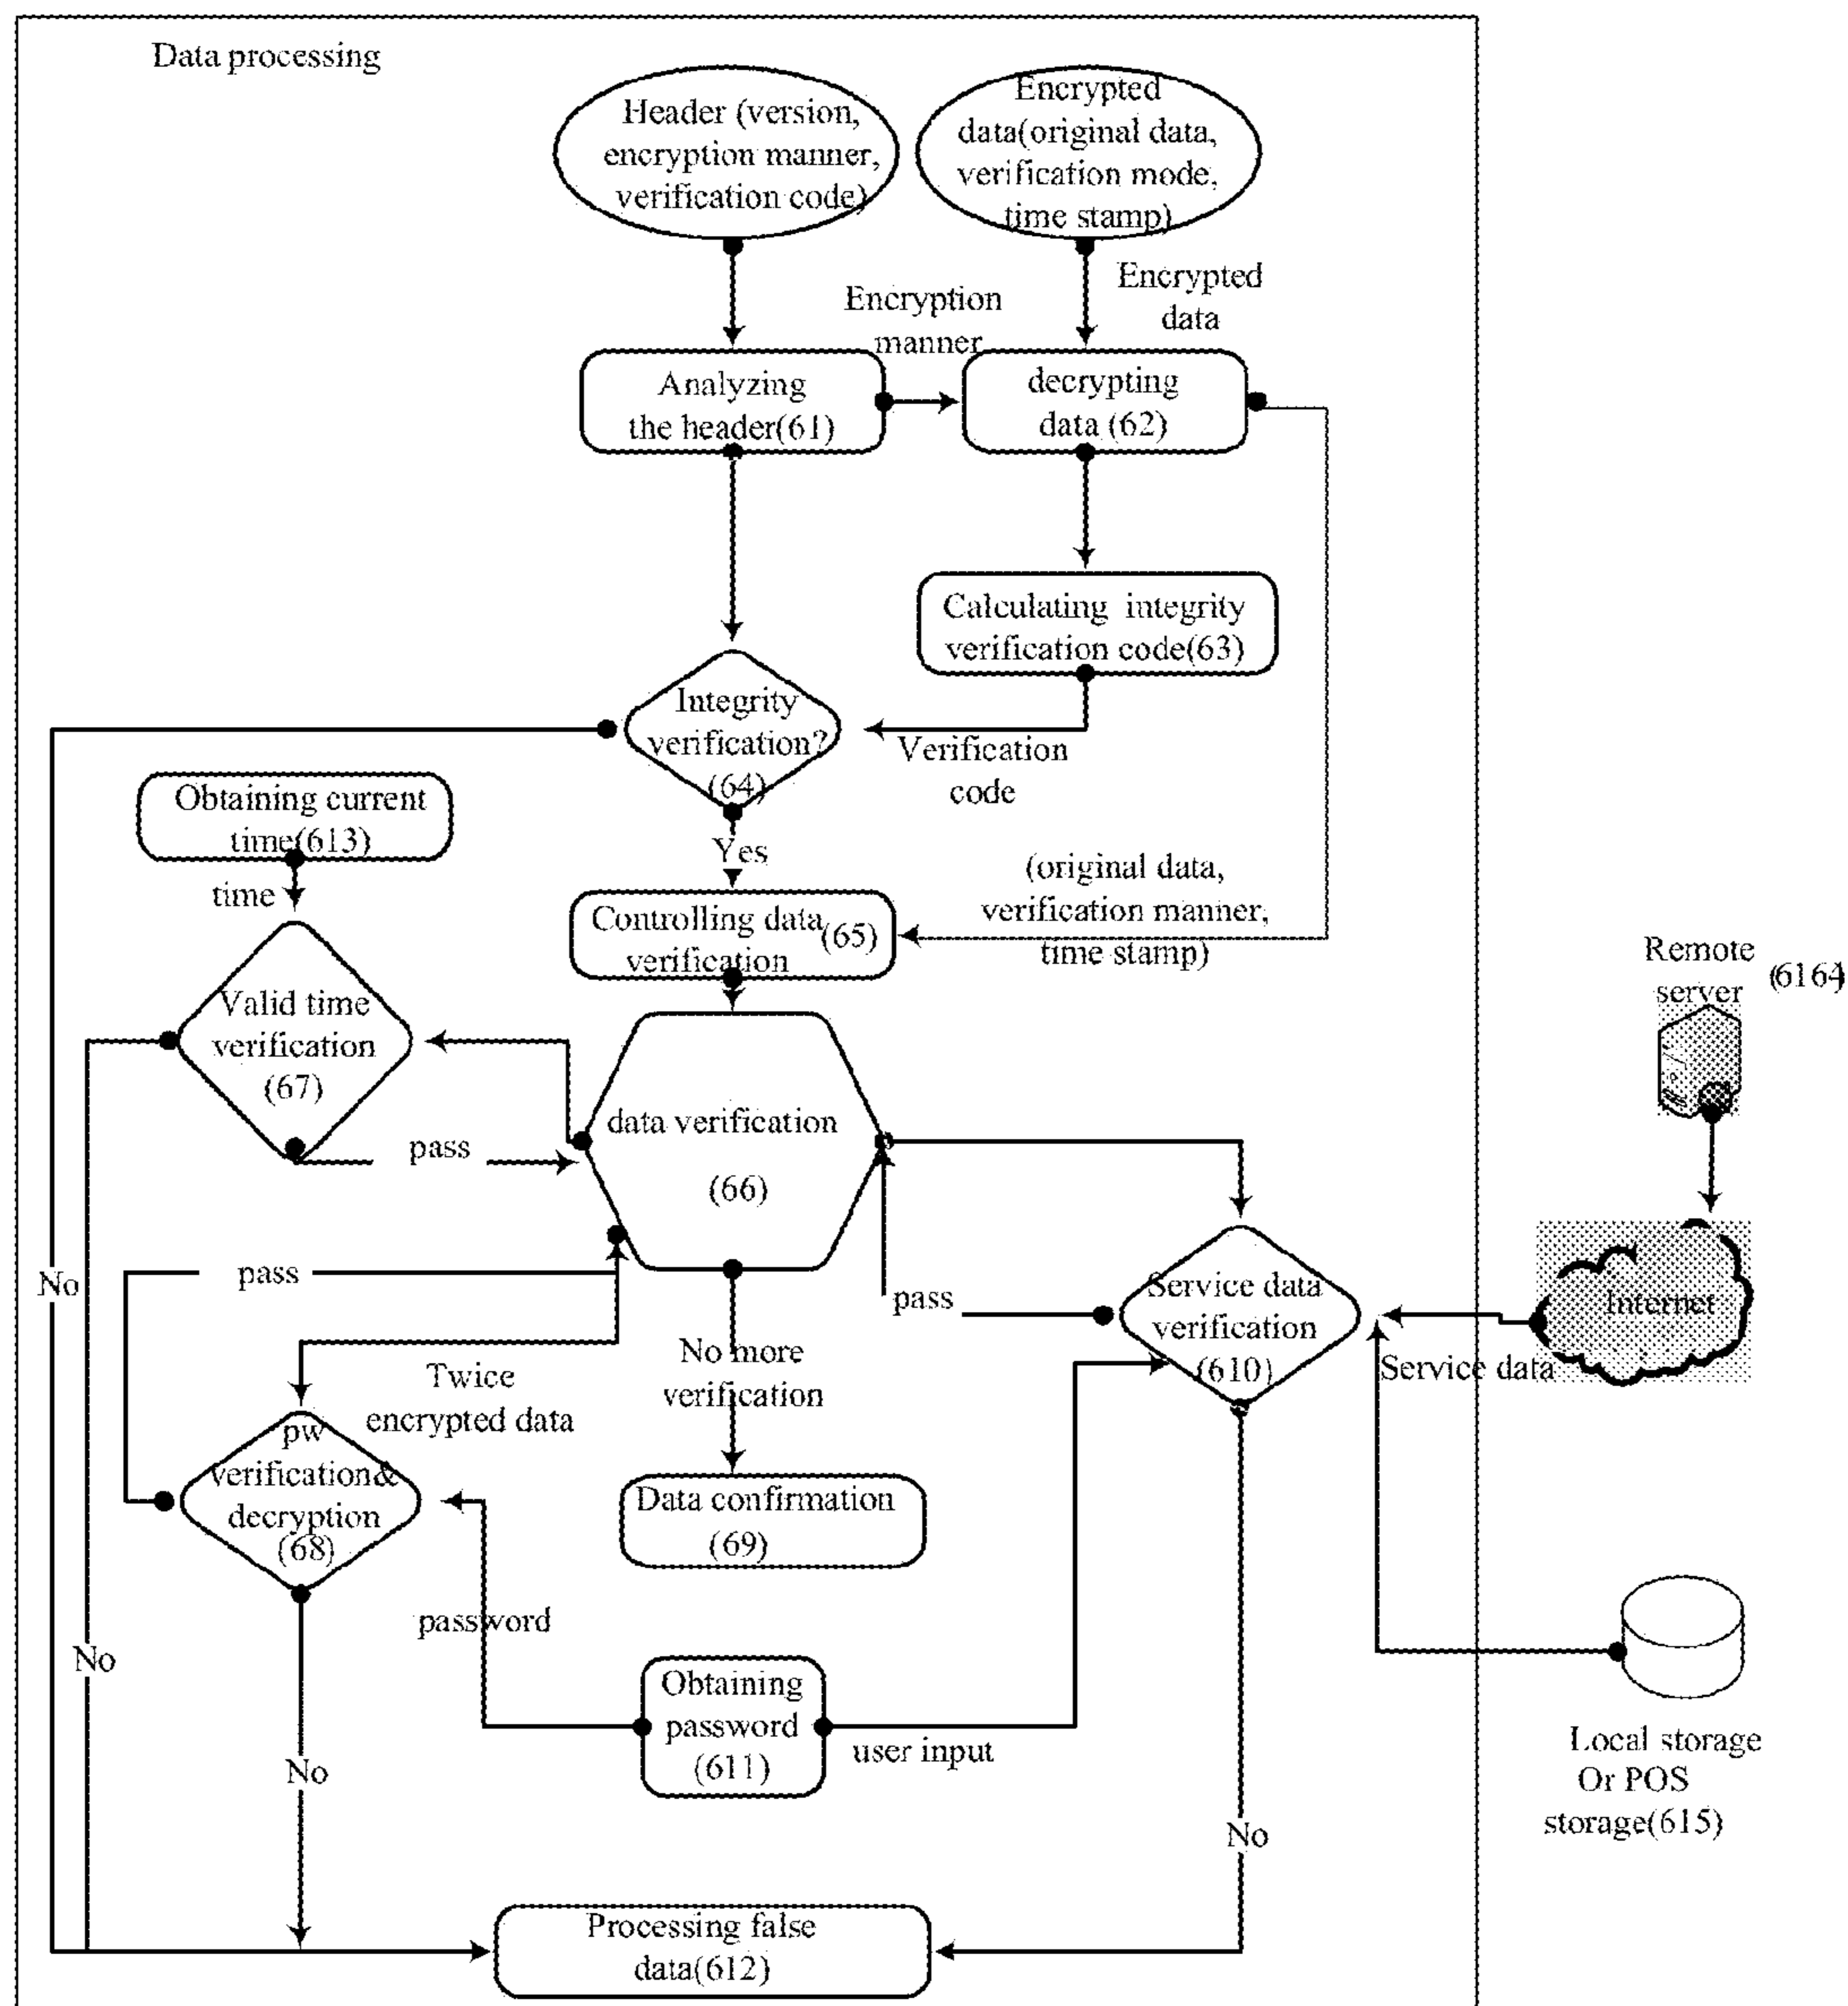 Data processing
Header (version,
encryption manner,
verification code)
Encrypted
data(original data,
verification mode,
time stamp)
Encryption
manner
Encrypted
data
Analyzing
the header(61)
decrypting
data (62)
Calculating integrity
verification code(63)
Integrity
verification?
(64)
Verification
code
Obtaining current
time(613)
time
Yes
(original data,
verification manner,
time stamp)
Controlling data
verification
(65)
Remote
server
(6164
Valid time
verification
(67)
pass
data verification
(66)
No
pass
pass
Service data
verification
(610)
Internet
Service data
No more
verification
Twice
encrypted data
pw
verification&
decryption
(68)
Data confirmation
(69)
password
No
Obtaining
password
(611)
user input
Local storage
Or POS
storage(615)
No
No
Processing false
data(612)